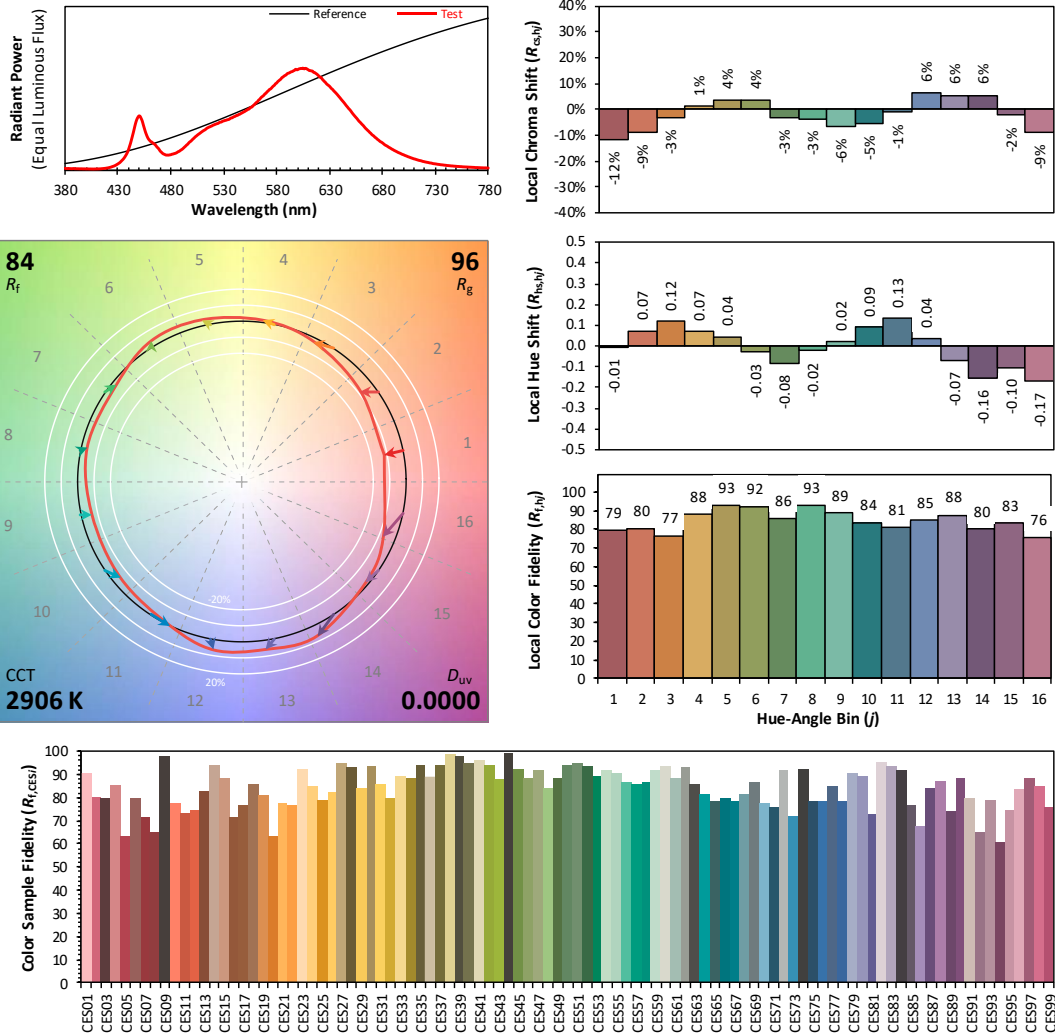 Reference
Test
Radiant Power
(Equal Luminous Flux)
380 430 480 530 580 630 680 730 780
Wavelength (nm)
Local Chroma Shift (Rcs,hj)
40%
30%
20%
10%
0%
-10%
-20%
-30%
-40%
-12% -9% -3% 1% 4% 4% -3% -3% -6% -5% -1% 6% 6% 6% -2% -9%
84
Rf
96
Rg
5 4
6 3
7 2
8 1
9 16
10 15
11 14
12 13
-20%
20%
CCT
2906 K
Duv
0.0000
Local Hue Shift (Rhs,hj)
0.5
0.4
0.3
0.2
0.1
0.0
-0.1
-0.2
-0.3
-0.4
-0.5
-0.01 0.07 0.12 0.07 0.04 -0.03 -0.08 -0.02 0.02 0.09 0.13 0.04 -0.07 -0.16 -0.10 -0.17
Local Color Fidelity (Rf,hj)
100
90
80
70
60
50
40
30
20
10
0
79 80 77 88 93 92 86 93 89 84 81 85 88 80 83 76
1 2 3 4 5 6 7 8 9 10 11 12 13 14 15 16
Hue-Angle Bin (j)
Color Sample Fidelity (Rf,CESi)
100
90
80
70
60
50
40
30
20
10
0
CES01 CES03 CES05 CES07 CES09 CES11 CES13 CES15 CES17 CES19 CES21 CES23 CES25 CES27 CES29 CES31 CES33 CES35 CES37 CES39 CES41 CES43 CES45 CES47 CES49 CES51 CES53 CES55 CES57 CES59 CES61 CES63 CES65 CES67 CES69 CES71 CES73 CES75 CES77 CES79 CES81 CES83 CES85 CES87 CES89 CES91 CES93 CES95 CES97 CES99